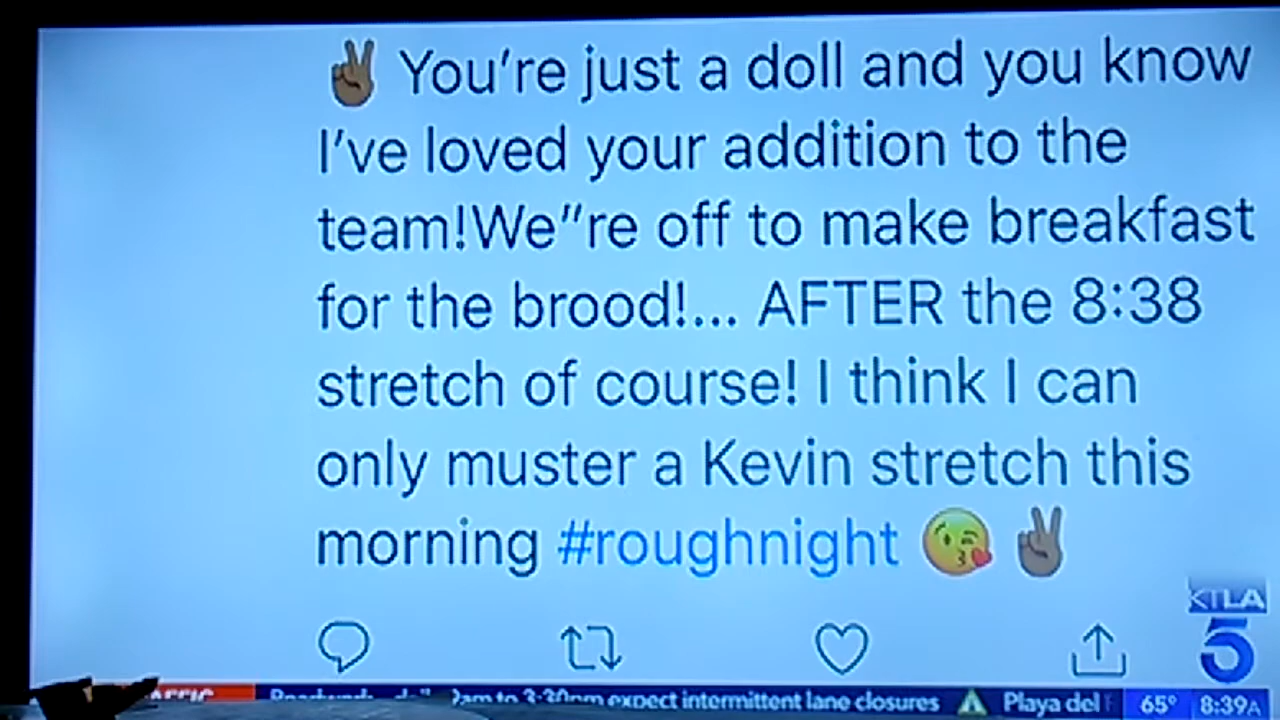 ✌🏾 You're just a doll and you know
I've loved your addition to the
team!We"re off to make breakfast
for the brood!... AFTER the 8:38
stretch of course! I think I can
only muster a Kevin stretch this
morning #roughnight 😘 ✌🏾
KTLA
5
to 3:30pm expect intermittent lane closures
Playa del
65° 8:39A